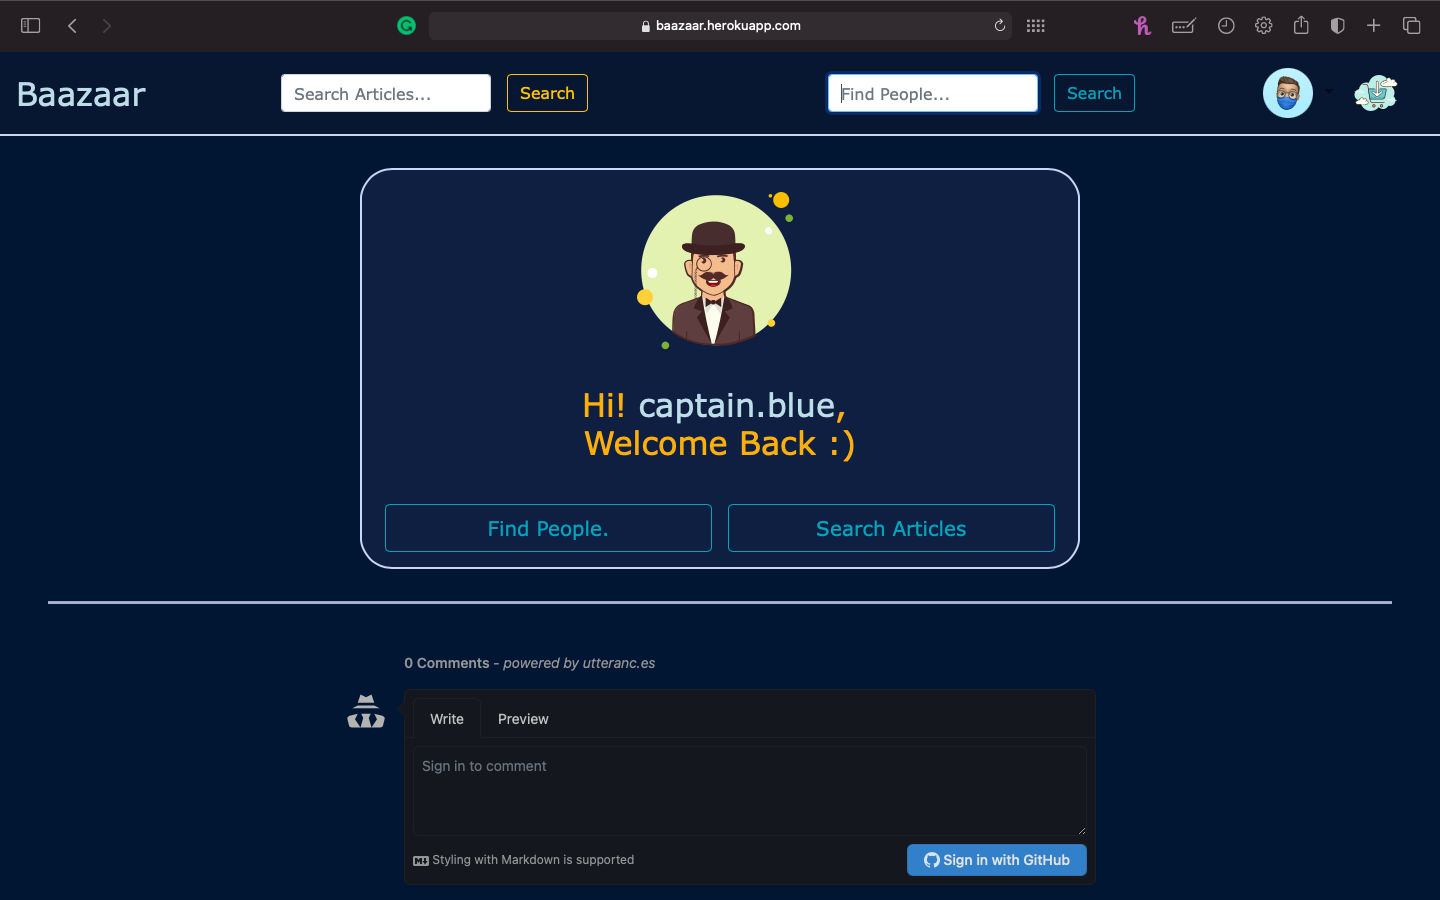 baazaar.herokuapp.com
Baazaar
Search Articles...
Search
Find People...
Search
Hi! captain.blue,
Welcome Back :)
Find People.
Search Articles
0 Comments - powered by utteranc.es
Write
Preview
Sign in to comment
Styling with Markdown is supported
Sign in with GitHub